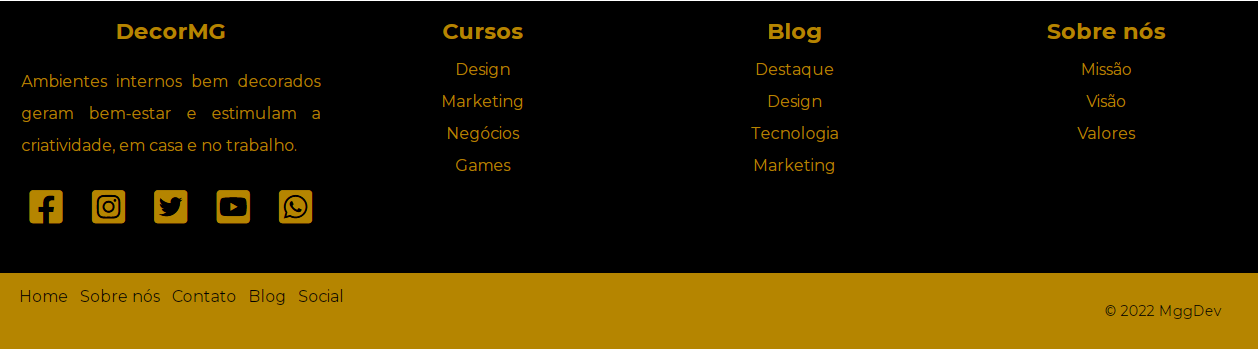 DecorMG
Ambientes internos bem decorados
geram bem-estar e estimulam a
criatividade, em casa e no trabalho.
Cursos
Design
Marketing
Negócios
Games
Blog
Destaque
Design
Tecnologia
Marketing
Sobre nós
Missão
Visão
Valores
Home Sobre nós Contato Blog Social
© 2022 MggDev